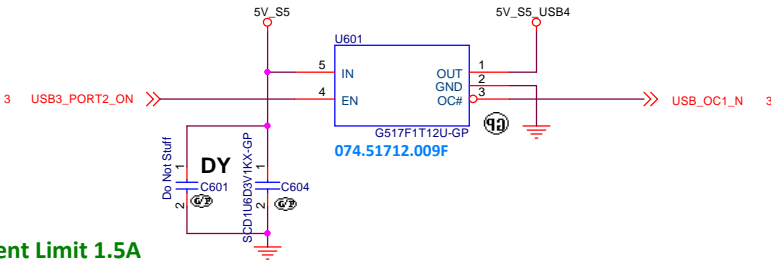 5V_S5
5V_S5_USB4
U601
5 IN OUT 1
GND 2
3 USB3_PORT2_ON 4 EN OC# 3 USB_OC1_N 3
G517F1T12U-GP
074.51712.009F
Do Not Stuff
DY
SCD1U6D3V1KX-GP
1 1
C601 C604
2 2
ent Limit 1.5A